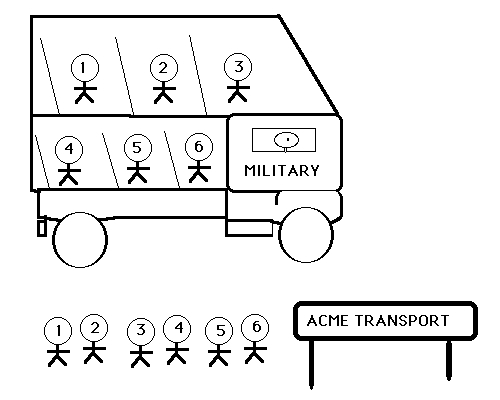 1 2 3
4 5 6
MILITARY
1 2 3 4 5 6
ACME TRANSPORT